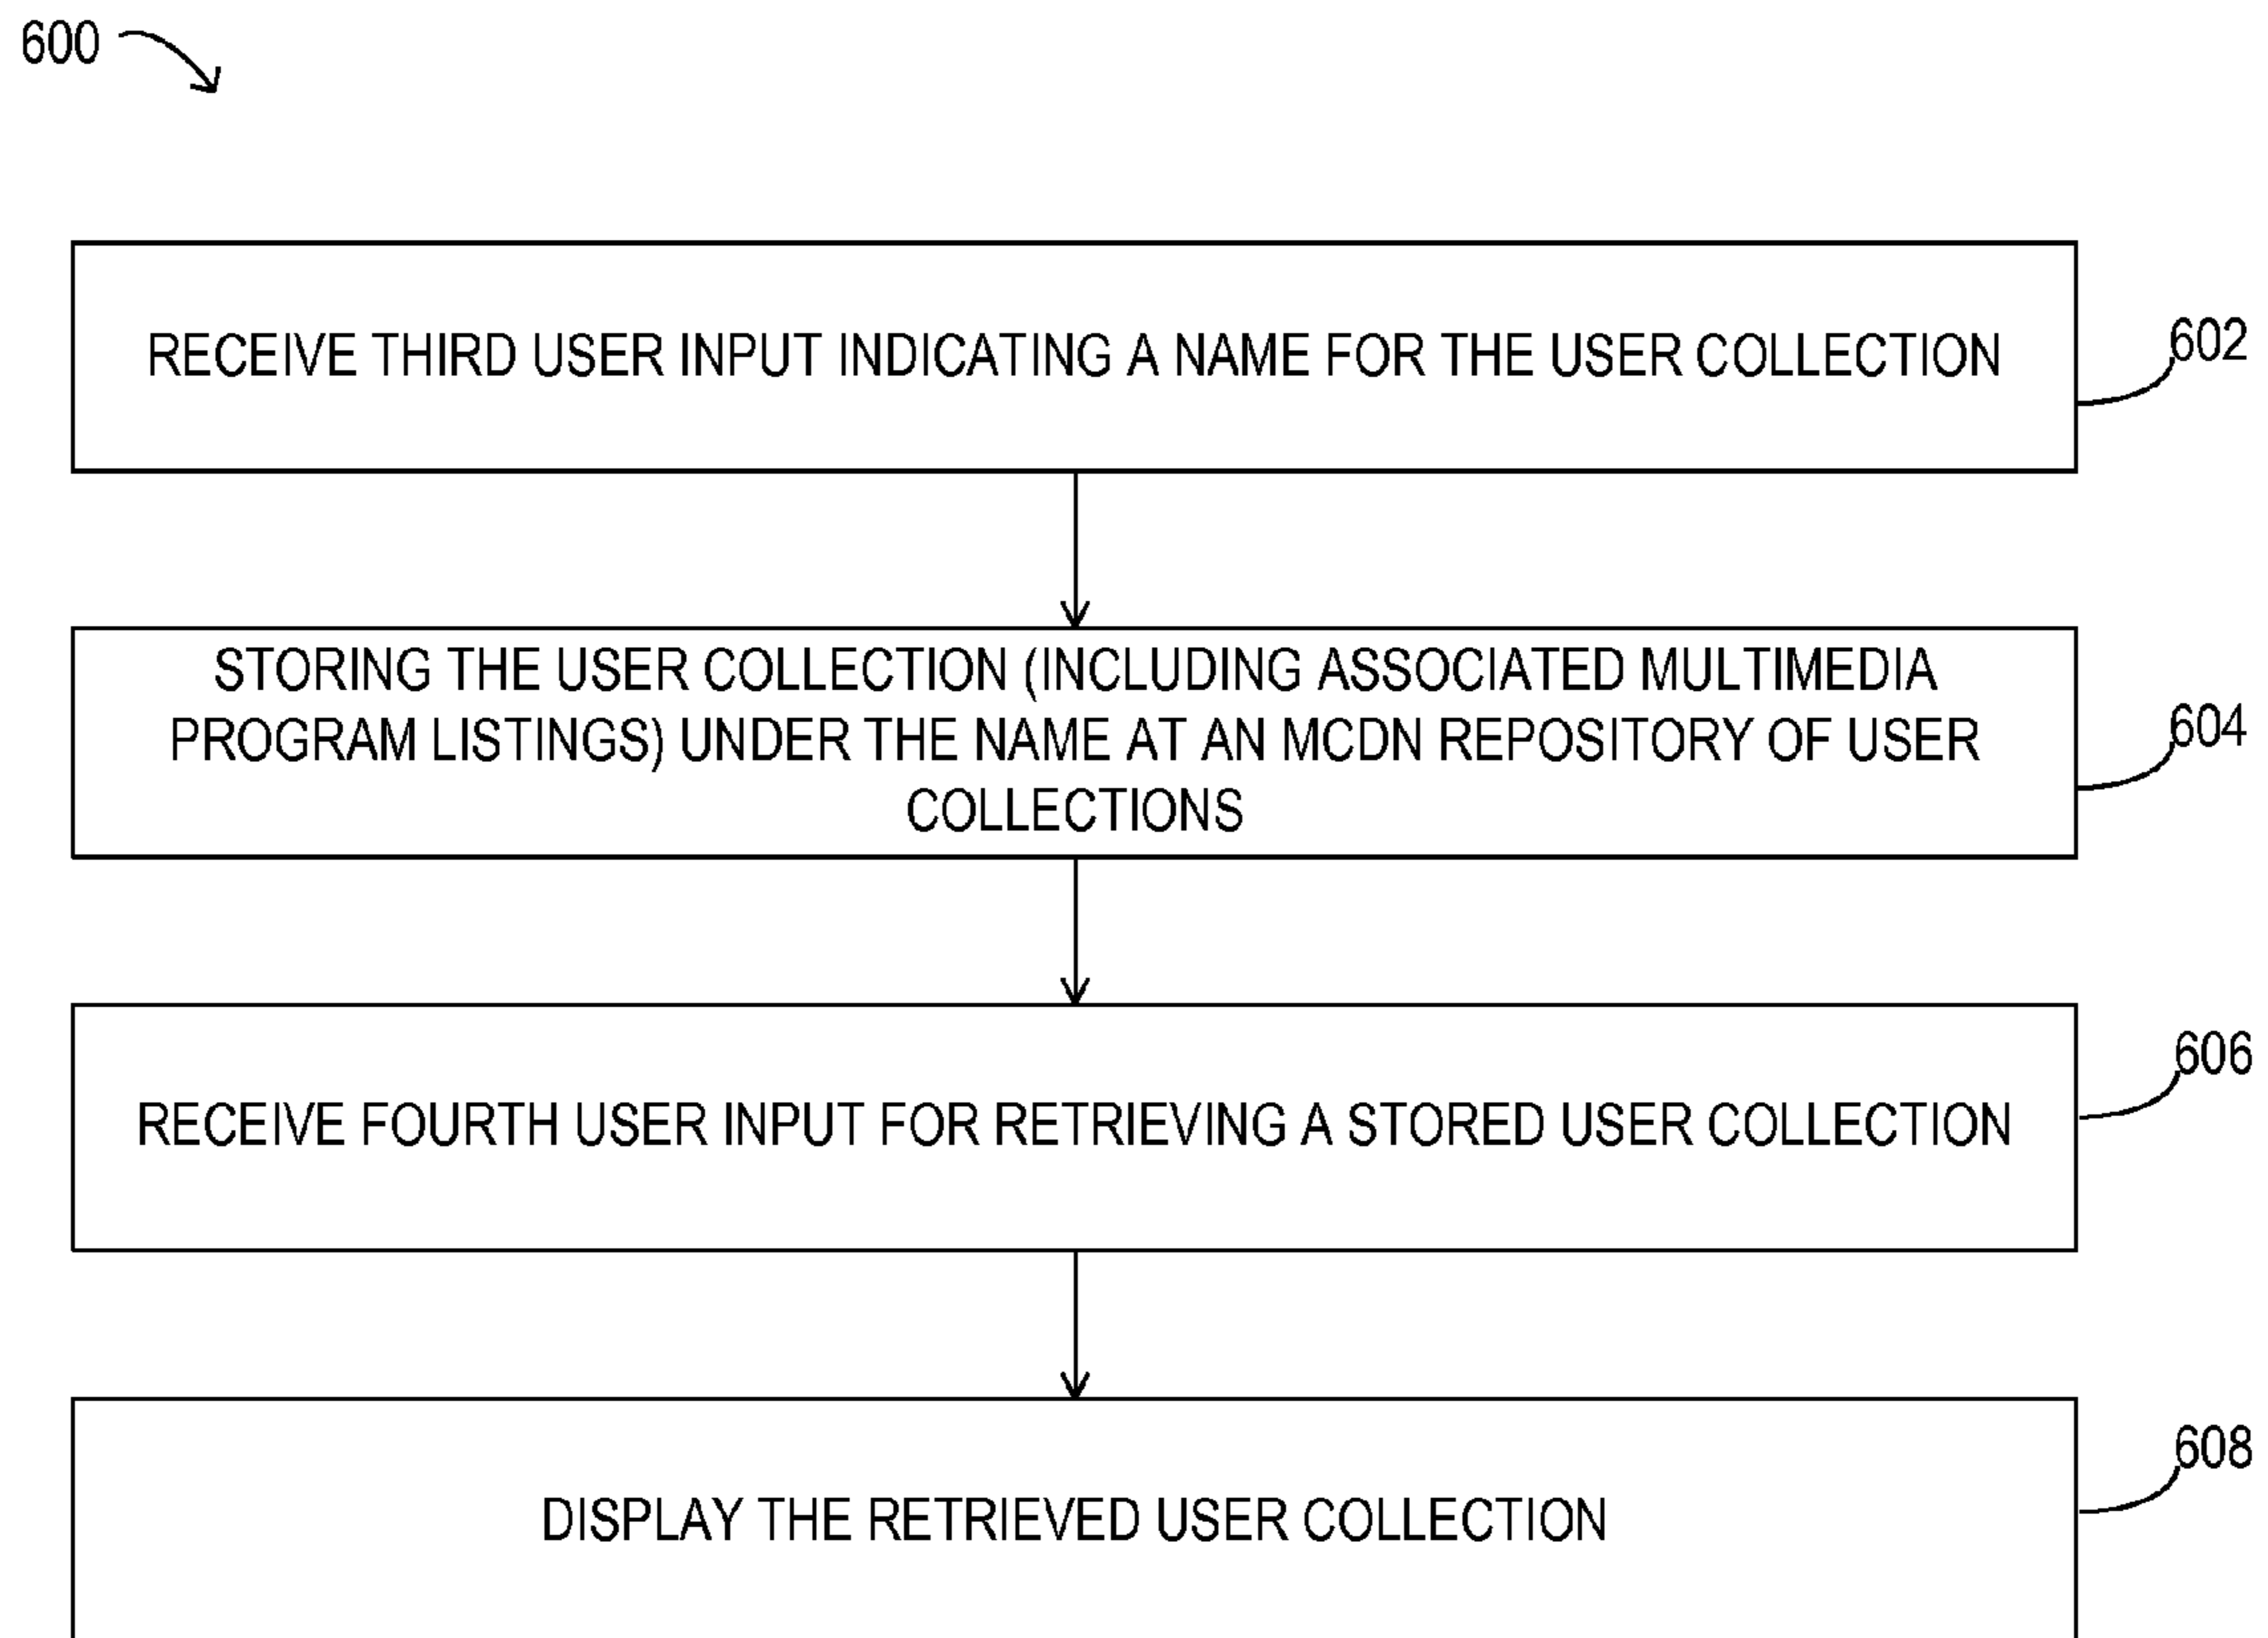 600
RECEIVE THIRD USER INPUT INDICATING A NAME FOR THE USER COLLECTION
602
STORING THE USER COLLECTION (INCLUDING ASSOCIATED MULTIMEDIA
PROGRAM LISTINGS) UNDER THE NAME AT AN MCDN REPOSITORY OF USER
COLLECTIONS
604
RECEIVE FOURTH USER INPUT FOR RETRIEVING A STORED USER COLLECTION
606
DISPLAY THE RETRIEVED USER COLLECTION
608